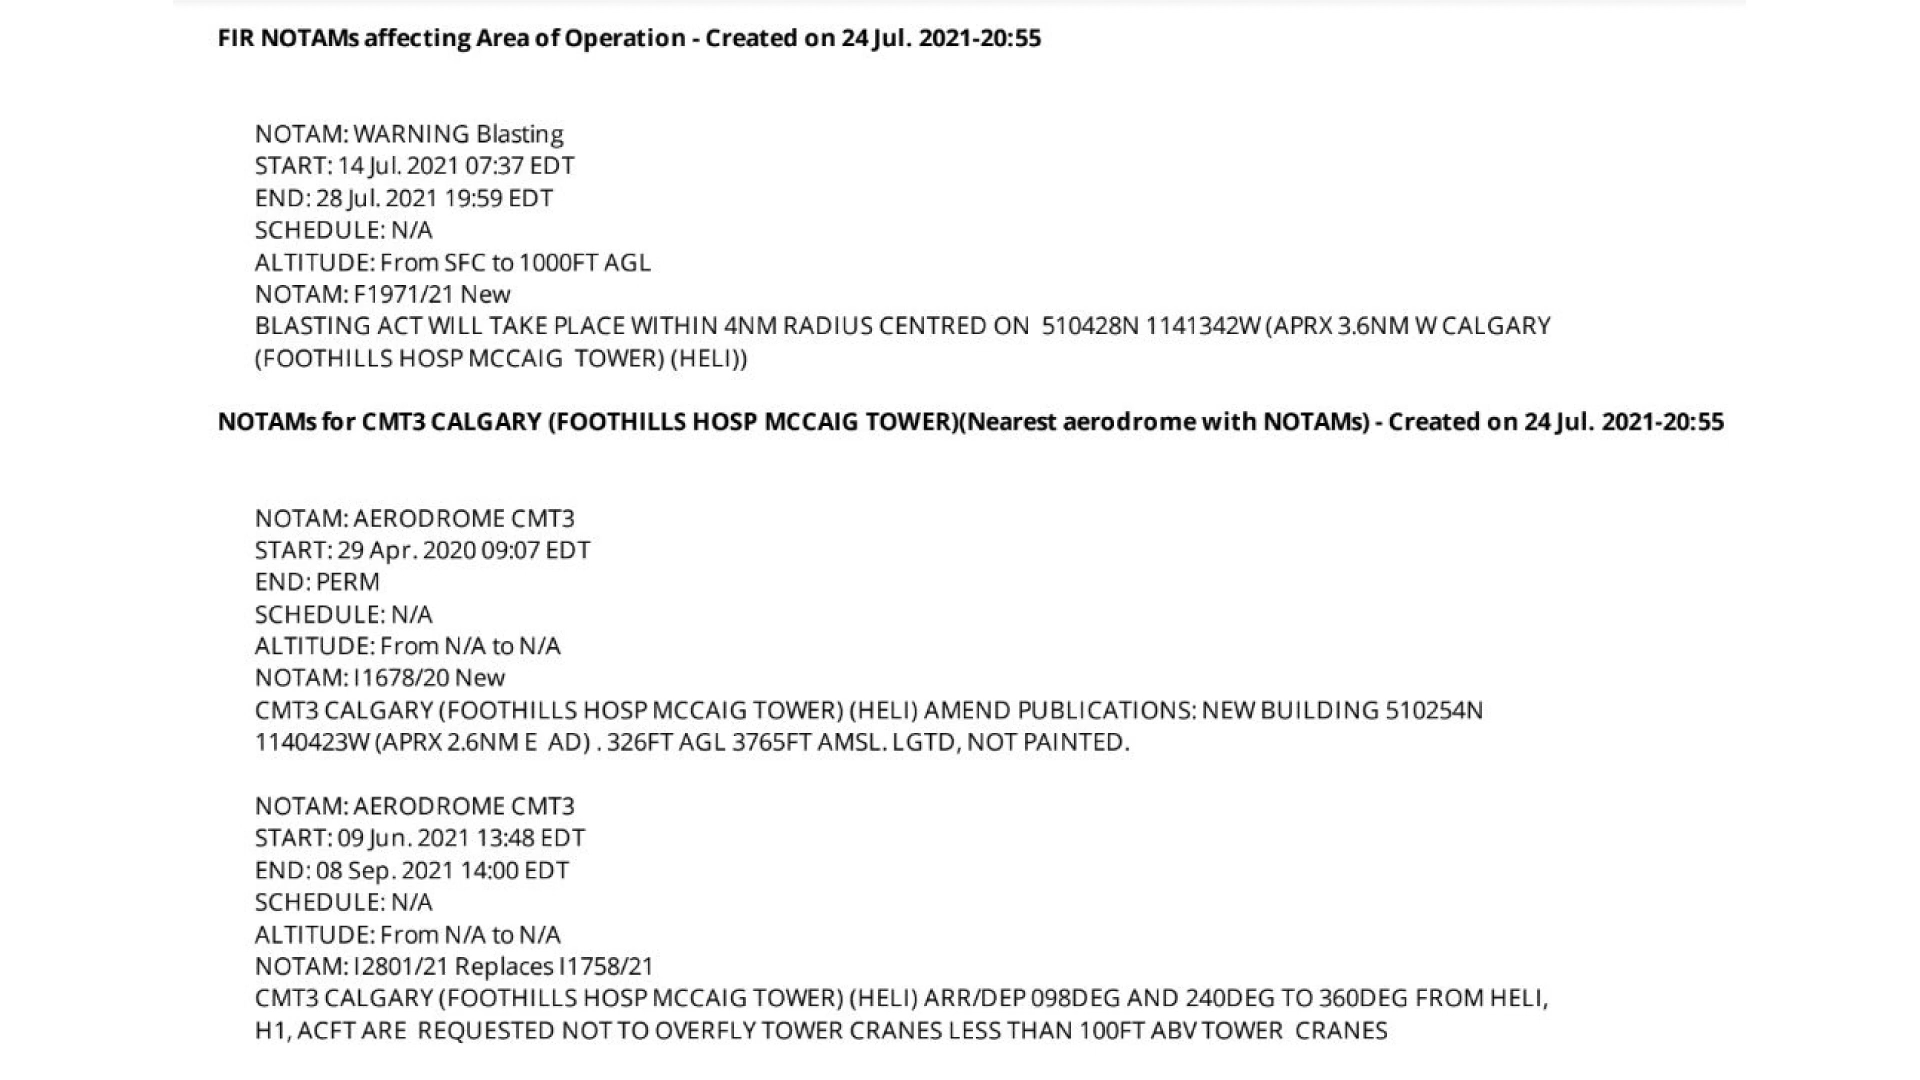 FIR NOTAMs affecting Area of Operation - Created on 24 Jul. 2021-20:55
NOTAM: WARNING Blasting
START: 14 Jul. 2021 07:37 EDT
END: 28 Jul. 2021 19:59 EDT
SCHEDULE: N/A
ALTITUDE: From SFC to 1000FT AGL
NOTAM: F1971/21 New
BLASTING ACT WILL TAKE PLACE WITHIN 4NM RADIUS CENTRED ON 510428N 1141342W (APRX 3.6NM W CALGARY
(FOOTHILLS HOSP MCCAIG TOWER) (HELI))
NOTAMs for CMT3 CALGARY (FOOTHILLS HOSP MCCAIG TOWER)(Nearest aerodrome with NOTAMs) - Created on 24 Jul. 2021-20:55
NOTAM: AERODROME CMT3
START: 29 Apr. 2020 09:07 EDT
END: PERM
SCHEDULE: N/A
ALTITUDE: From N/A to N/A
NOTAM: I1678/20 New
CMT3 CALGARY (FOOTHILLS HOSP MCCAIG TOWER) (HELI) AMEND PUBLICATIONS: NEW BUILDING 510254N
1140423W (APRX 2.6NM E AD) . 326FT AGL 3765FT AMSL. LGTD, NOT PAINTED.
NOTAM: AERODROME CMT3
START: 09 Jun. 2021 13:48 EDT
END: 08 Sep. 2021 14:00 EDT
SCHEDULE: N/A
ALTITUDE: From N/A to N/A
NOTAM: I2801/21 Replaces I1758/21
CMT3 CALGARY (FOOTHILLS HOSP MCCAIG TOWER) (HELI) ARR/DEP 098DEG AND 240DEG TO 360DEG FROM HELI,
H1, ACFT ARE REQUESTED NOT TO OVERFLY TOWER CRANES LESS THAN 100FT ABV TOWER CRANES